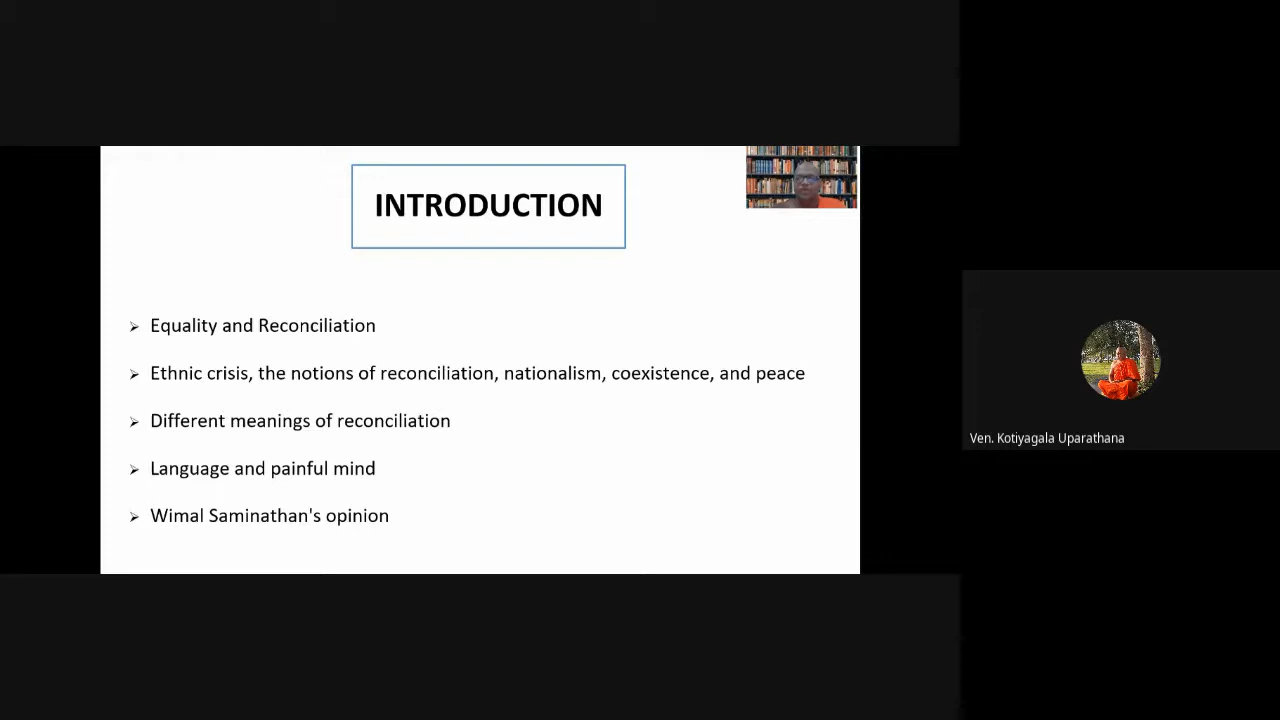 INTRODUCTION
➢ Equality and Reconciliation
➢ Ethnic crisis, the notions of reconciliation, nationalism, coexistence, and peace
➢ Different meanings of reconciliation
➢ Language and painful mind
➢ Wimal Saminathan's opinion
Ven. Kotiyagala Uparathana